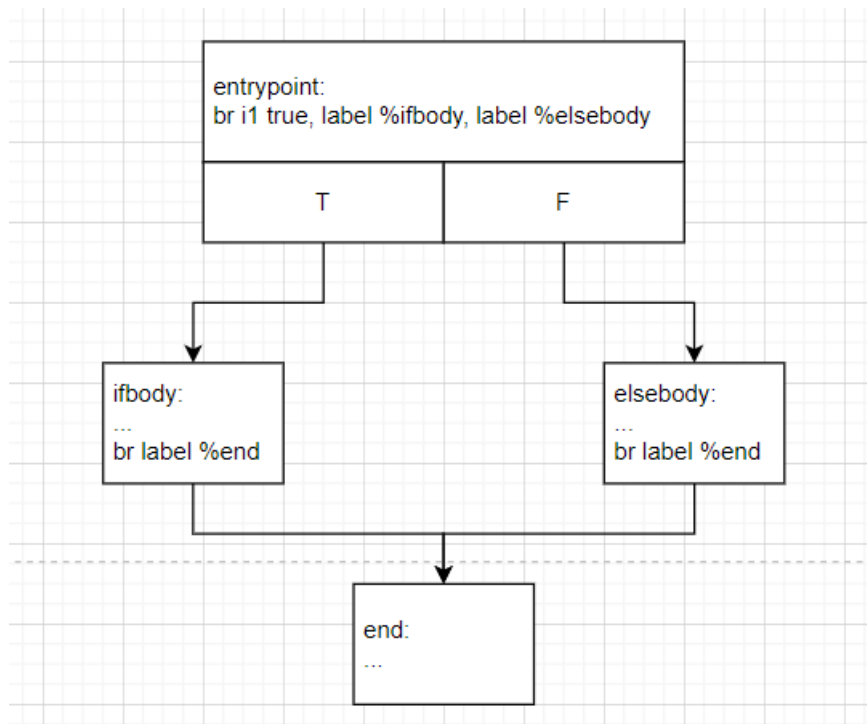 entrypoint:
br i1 true, label %ifbody, label %elsebody
T
F
ifbody:
...
br label %end
elsebody:
...
br label %end
end:
...